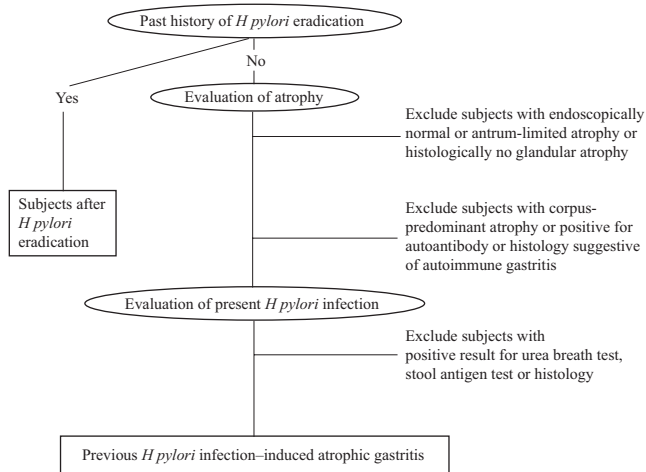 Past history of H pylori eradication
No
Yes
Evaluation of atrophy
Exclude subjects with endoscopically
normal or antrum-limited atrophy or
histologically no glandular atrophy
Subjects after
H pylori
eradication
Exclude subjects with corpus-
predominant atrophy or positive for
autoantibody or histology suggestive
of autoimmune gastritis
Evaluation of present H pylori infection
Exclude subjects with
positive result for urea breath test,
stool antigen test or histology
Previous H pylori infection–induced atrophic gastritis